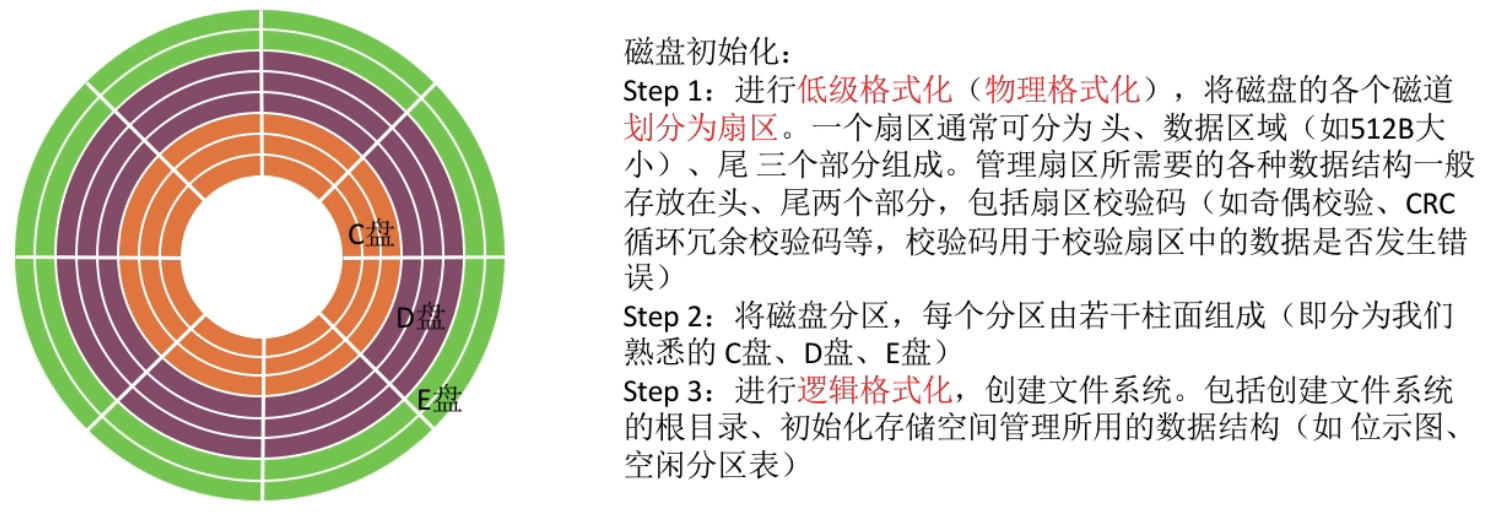 C盘
D盘
E盘
磁盘初始化：
Step 1：进行低级格式化（物理格式化），将磁盘的各个磁道
划分为扇区。一个扇区通常可分为 头、数据区域（如512B大
小）、尾 三个部分组成。管理扇区所需要的各种数据结构一般
存放在头、尾两个部分，包括扇区校验码（如奇偶校验、CRC
循环冗余校验码等，校验码用于校验扇区中的数据是否发生错
误）
Step 2：将磁盘分区，每个分区由若干柱面组成（即分为我们
熟悉的 C盘、D盘、E盘）
Step 3：进行逻辑格式化，创建文件系统。包括创建文件系统
的根目录、初始化存储空间管理所用的数据结构（如 位示图、
空闲分区表）